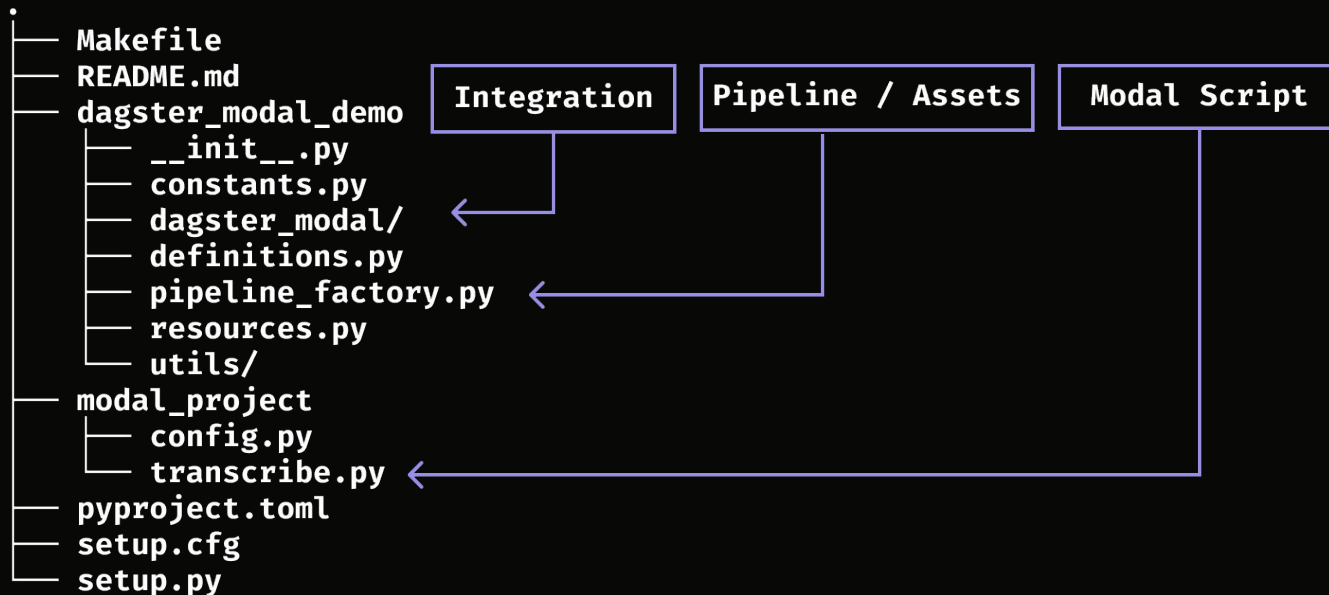 .
├── Makefile
├── README.md
├── dagster_modal_demo
│   ├── __init__.py
│   ├── constants.py
│   ├── dagster_modal/
│   ├── definitions.py
│   ├── pipeline_factory.py
│   ├── resources.py
│   └── utils/
├── modal_project
│   ├── config.py
│   └── transcribe.py
├── pyproject.toml
├── setup.cfg
└── setup.py
Integration
Pipeline / Assets
Modal Script